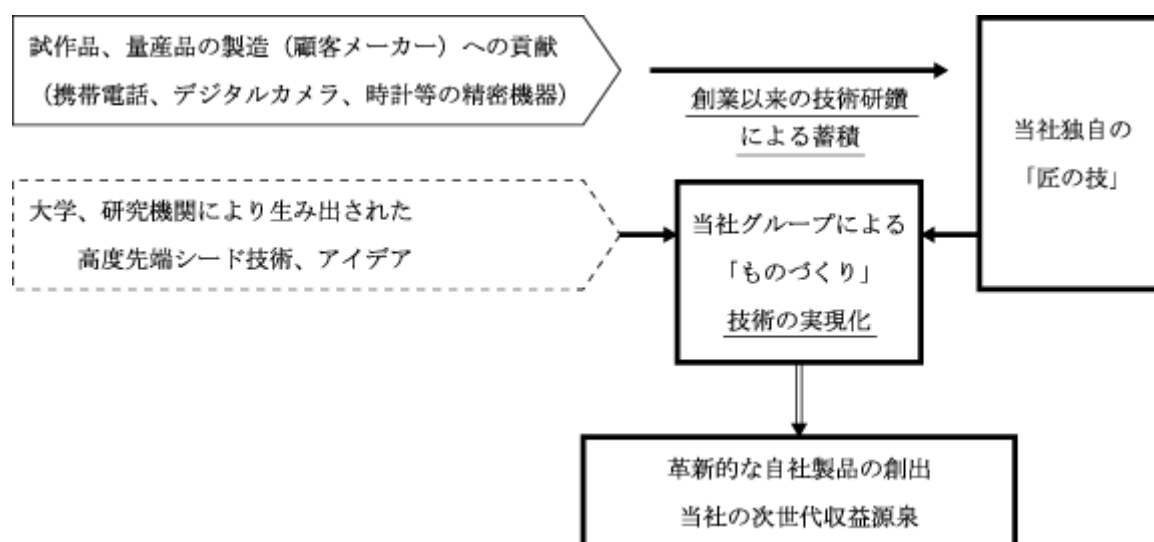 試作品、量産品の製造（顧客メーカー）への貢献
（携帯電話、デジタルカメラ、時計等の精密機器）
創業以来の技術研鑽
による蓄積
当社独自の
「匠の技」
大学、研究機関により生み出された
高度先端シード技術、アイデア
当社グループによる
「ものづくり」
技術の実現化
革新的な自社製品の創出
当社の次世代収益源泉